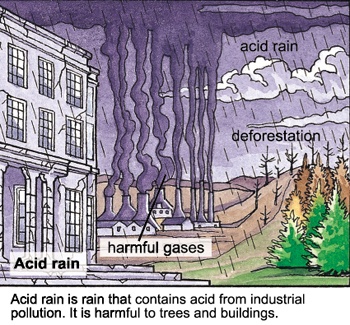 acid rain
deforestation
harmful gases
Acid rain
Acid rain is rain that contains acid from industrial
pollution. It is harmful to trees and buildings.